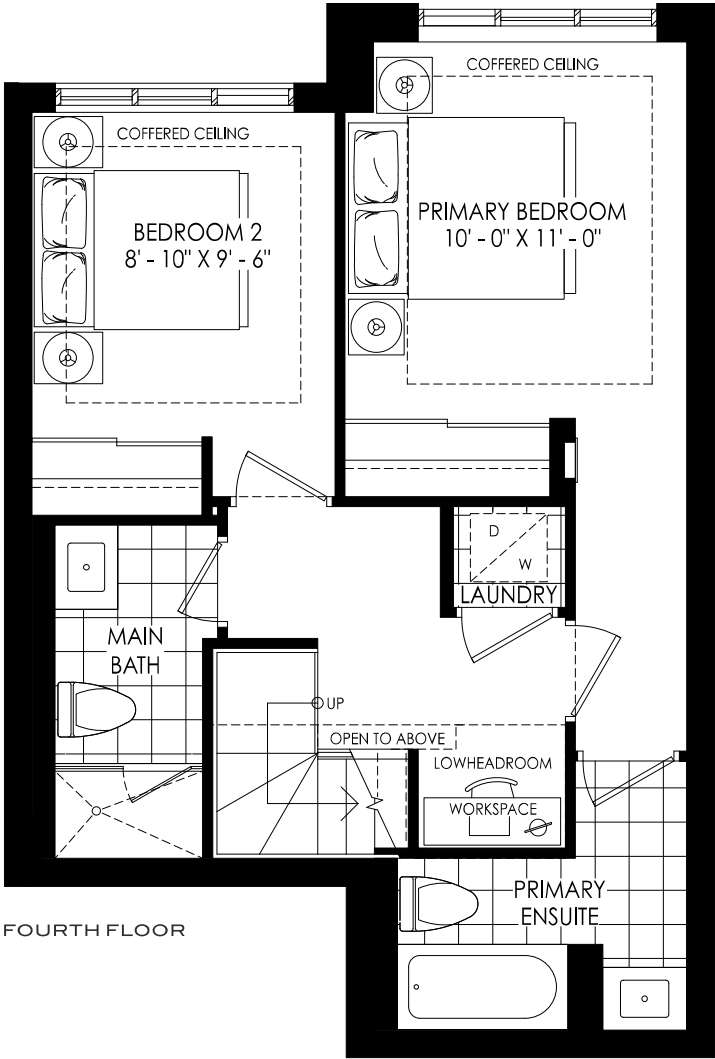 COFFERED CEILING
COFFERED CEILING
PRIMARY BEDROOM
10' - 0" X 11' - 0"
BEDROOM 2
8' - 10" X 9' - 6"
D
W
LAUNDRY
MAIN
BATH
UP
OPEN TO ABOVE
LOWHEADROOM
WORKSPACE
PRIMARY
ENSUITE
FOURTH FLOOR